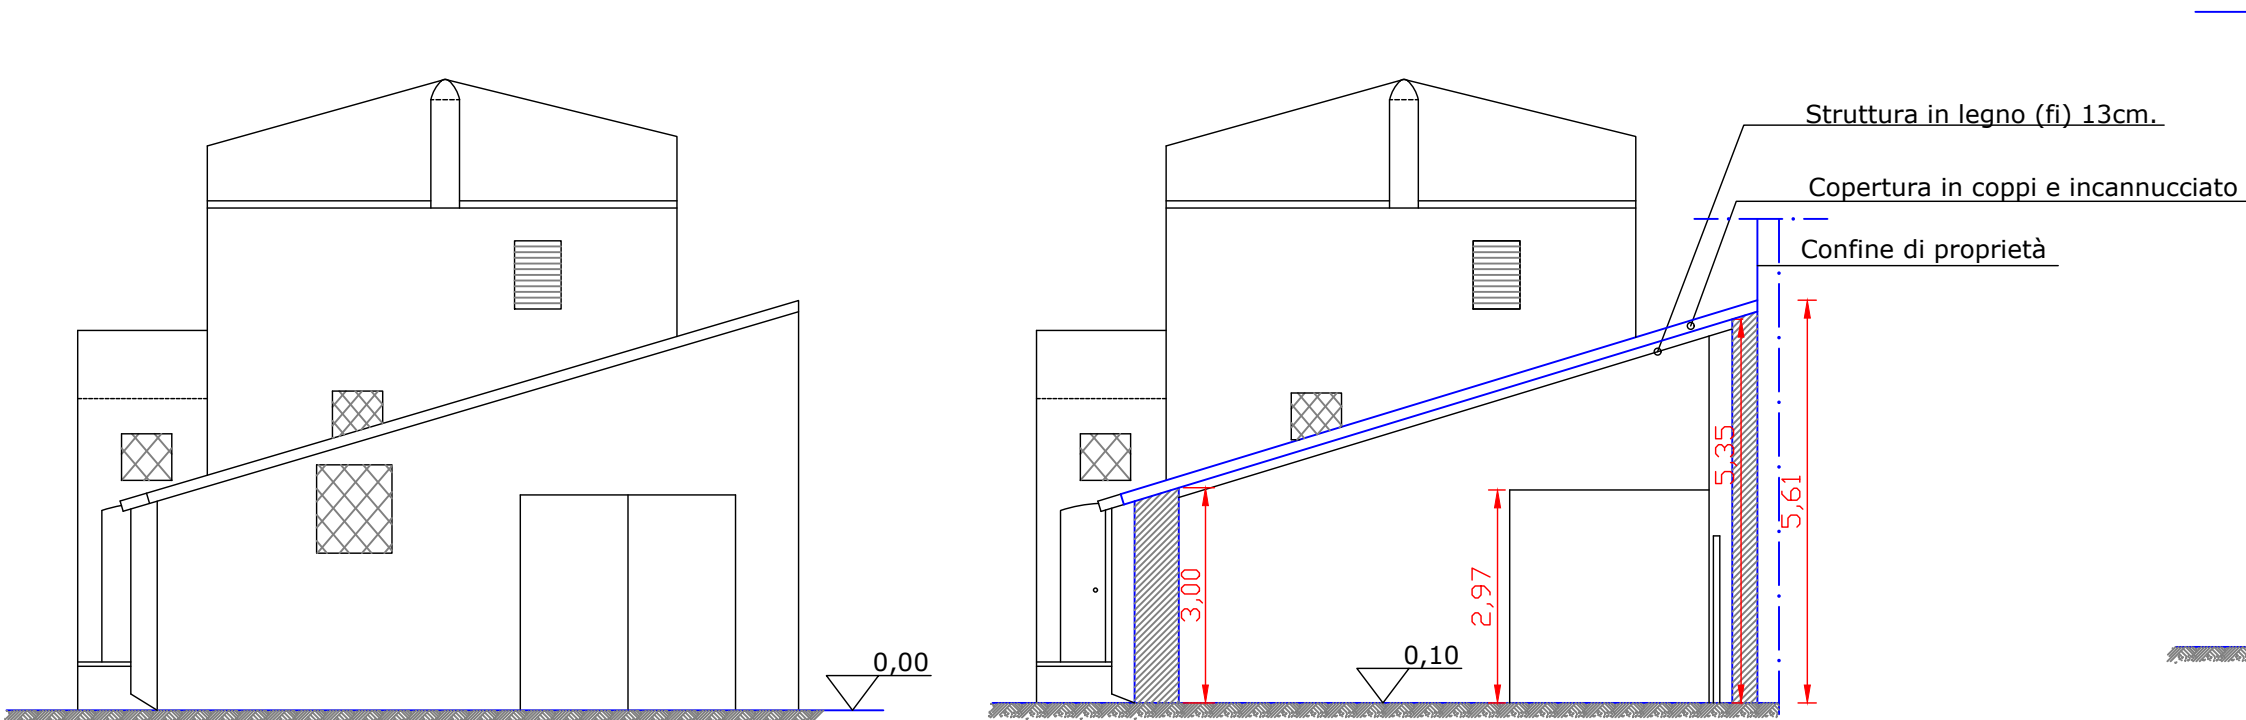 Struttura in legno (fi) 13cm.
Copertura in coppi e incannucciato
Confine di proprietà
5,35
5,61
3,00
2,97
0,00
0,10